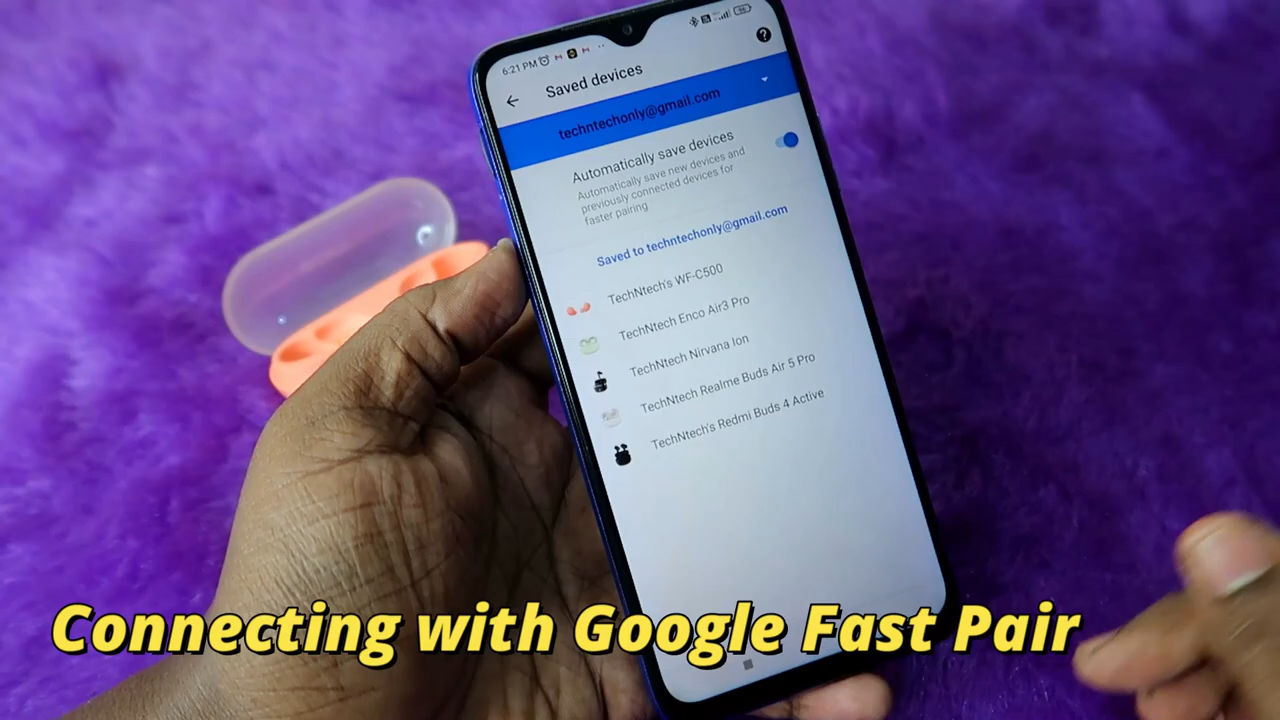 6:21 PM
Saved devices
techntechonly@gmail.com
Automatically save devices
Automatically save new devices and
previously connected devices for
faster pairing
Saved to techntechonly@gmail.com
TechNtech's WF-C500
TechNtech Enco Air3 Pro
TechNtech Nirvana Ion
TechNtech Realme Buds Air 5 Pro
TechNtech's Redmi Buds 4 Active
Connecting with Google Fast Pair